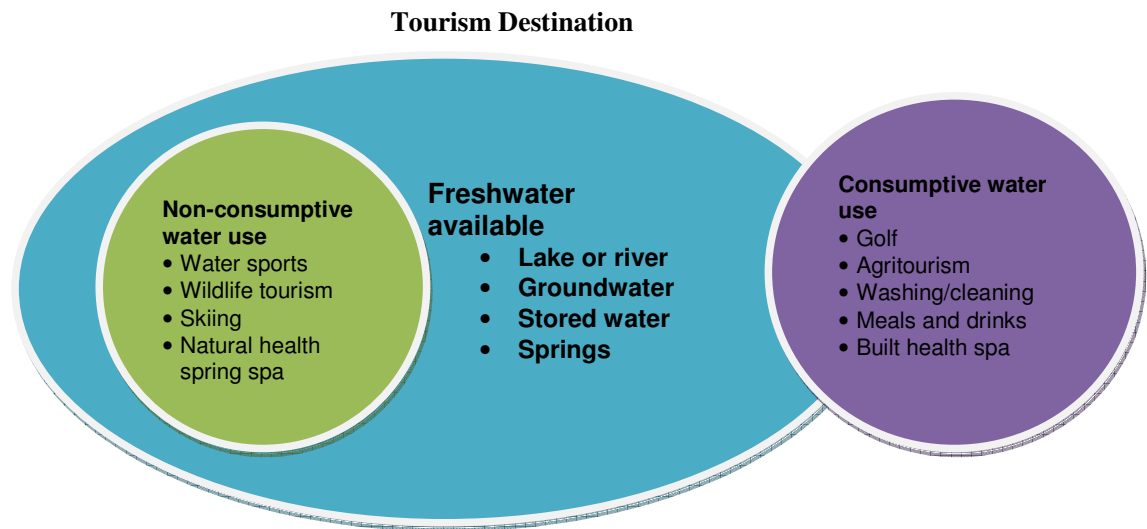 Tourism Destination
Non-consumptive
water use
• Water sports
• Wildlife tourism
• Skiing
• Natural health
spring spa
Freshwater
available
• Lake or river
• Groundwater
• Stored water
• Springs
Consumptive water
use
• Golf
• Agritourism
• Washing/cleaning
• Meals and drinks
• Built health spa